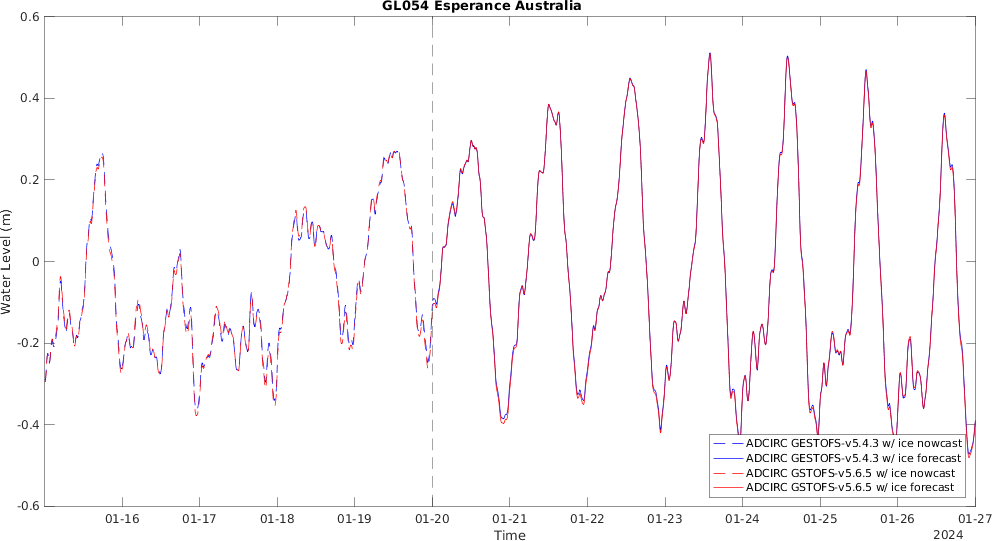 GL054 Esperance Australia
0.6
0.4
0.2
0
-0.2
-0.4
-0.6
Water Level (m)
ADCIRC GESTOFS-v5.4.3 w/ ice nowcast
ADCIRC GESTOFS-v5.4.3 w/ ice forecast
ADCIRC GSTOFS-v5.6.5 w/ ice nowcast
ADCIRC GSTOFS-v5.6.5 w/ ice forecast
01-16 01-17 01-18 01-19 01-20 01-21 01-22 01-23 01-24 01-25 01-26 01-27
Time
2024